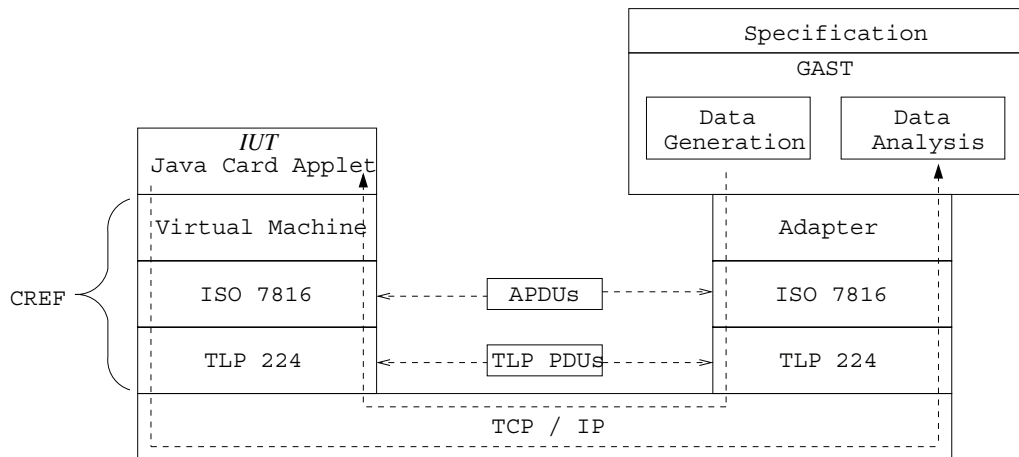 Specification
GAST
Data
Generation
Data
Analysis
IUT
Java Card Applet
Virtual Machine
Adapter
CREF
ISO 7816
APDUs
ISO 7816
TLP 224
TLP PDUs
TLP 224
TCP / IP